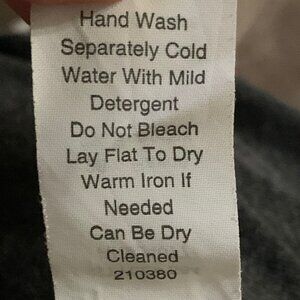 Hand Wash
Separately Cold
Water With Mild
Detergent
Do Not Bleach
Lay Flat To Dry
Warm Iron If
Needed
Can Be Dry
Cleaned
210380